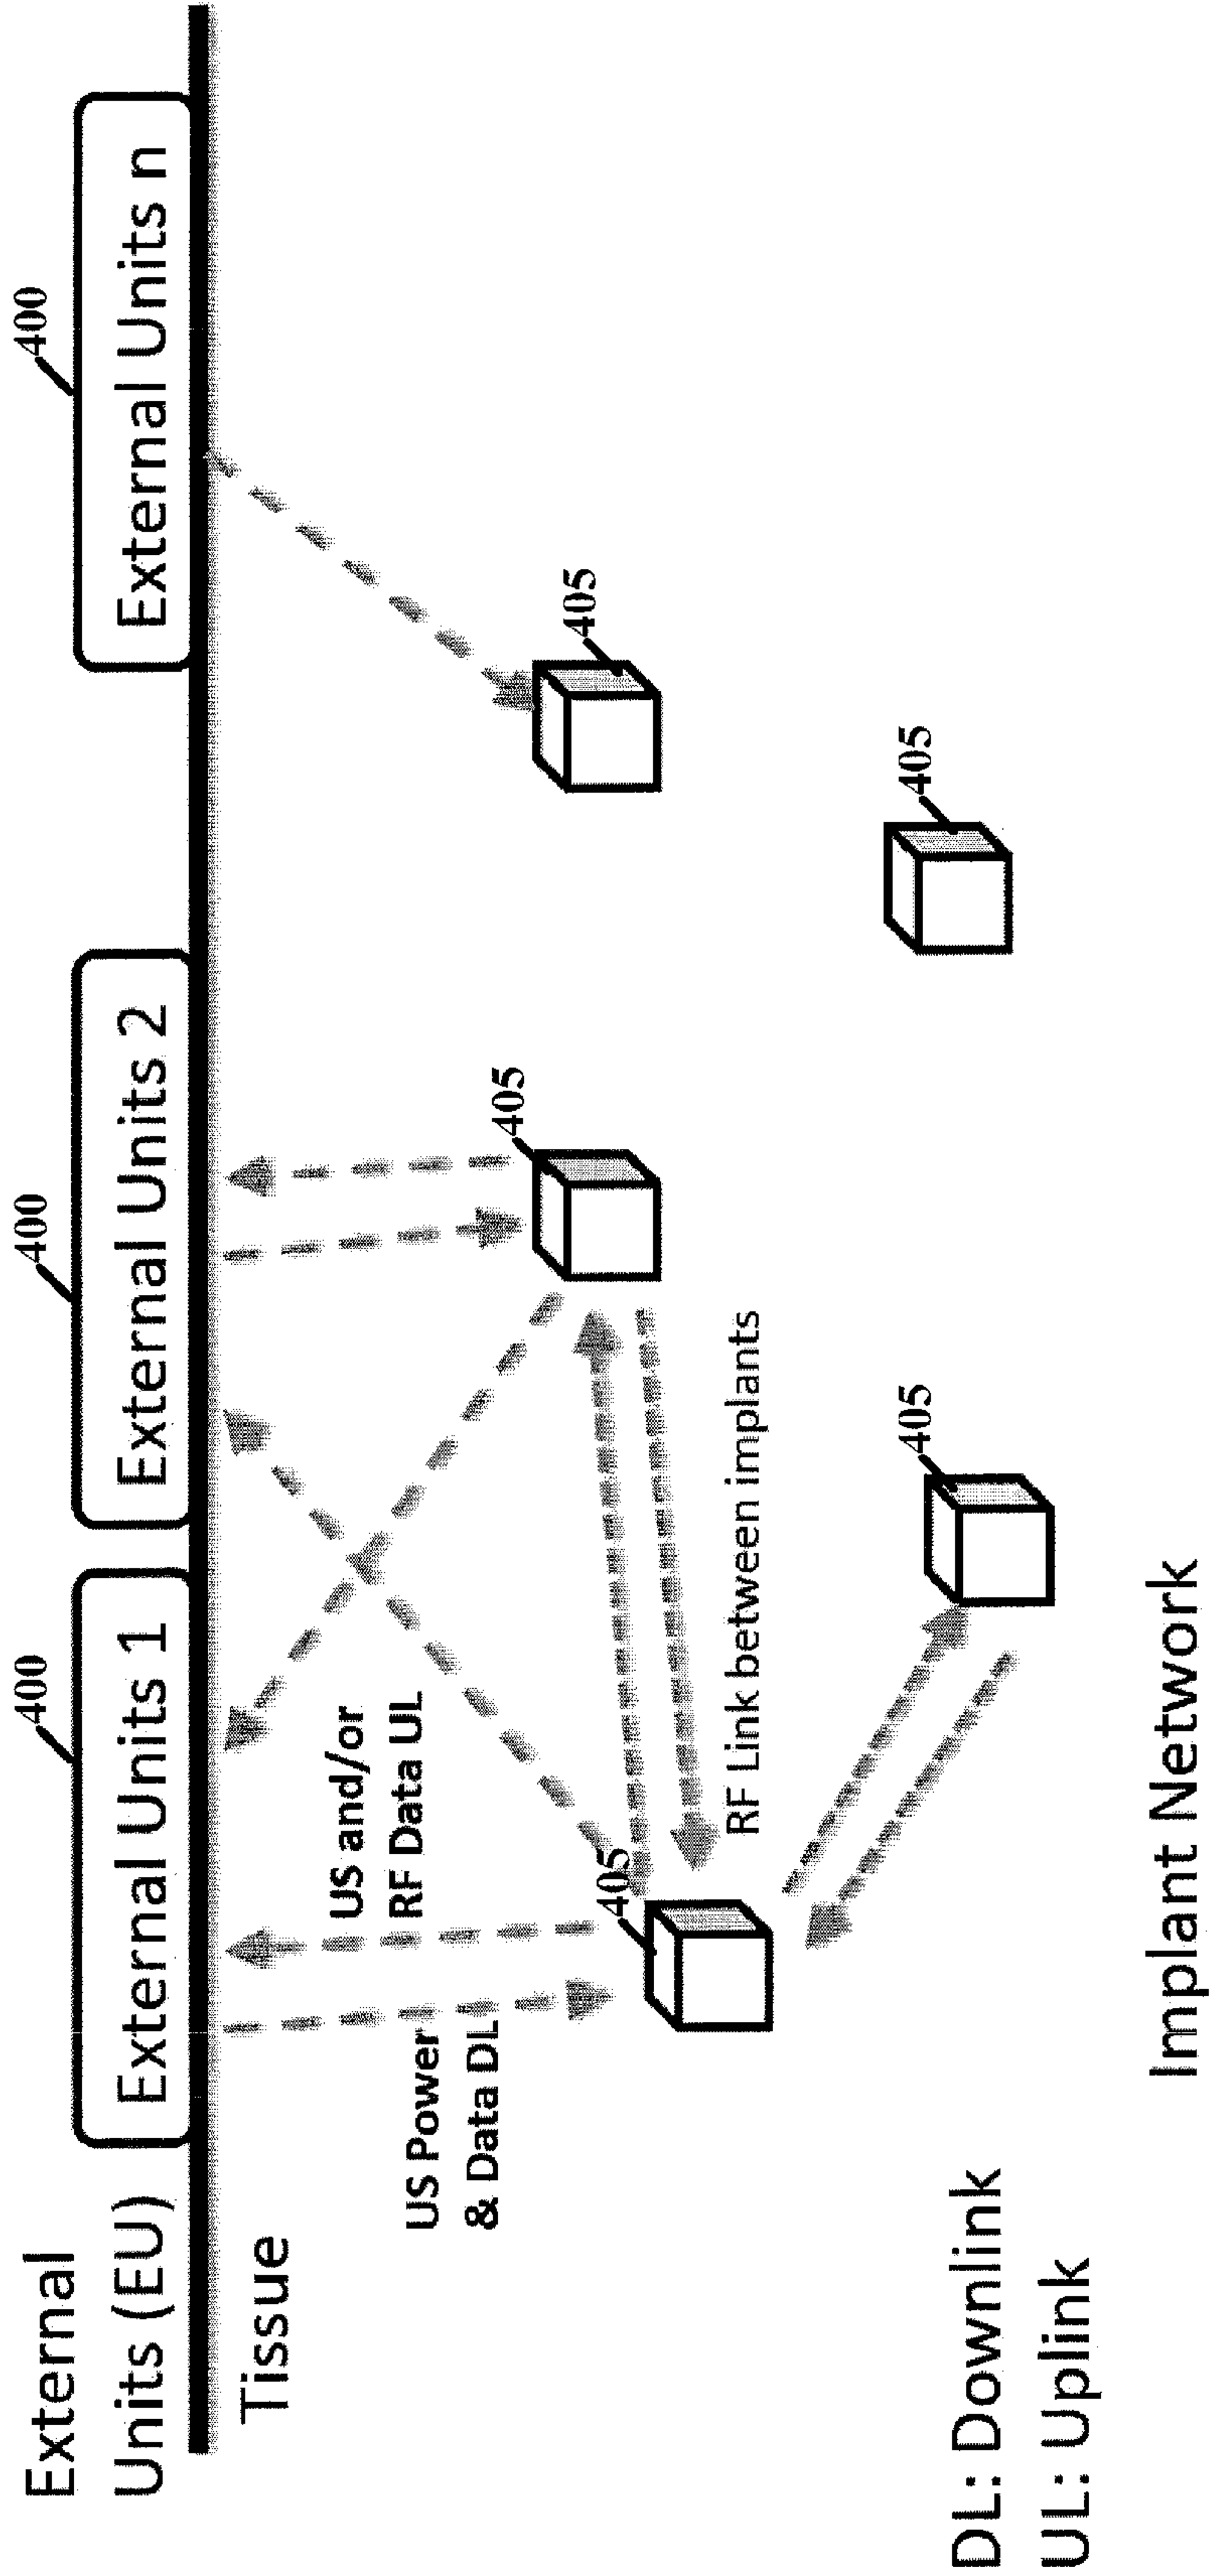 External
Units (EU)
400
External Units 1
400
External Units 2
400
External Units n
Tissue
US Power
& Data DL
US and/or
RF Data UL
405
405
405
RF Link between implants
405
405
DL: Downlink
UL: Uplink
Implant Network